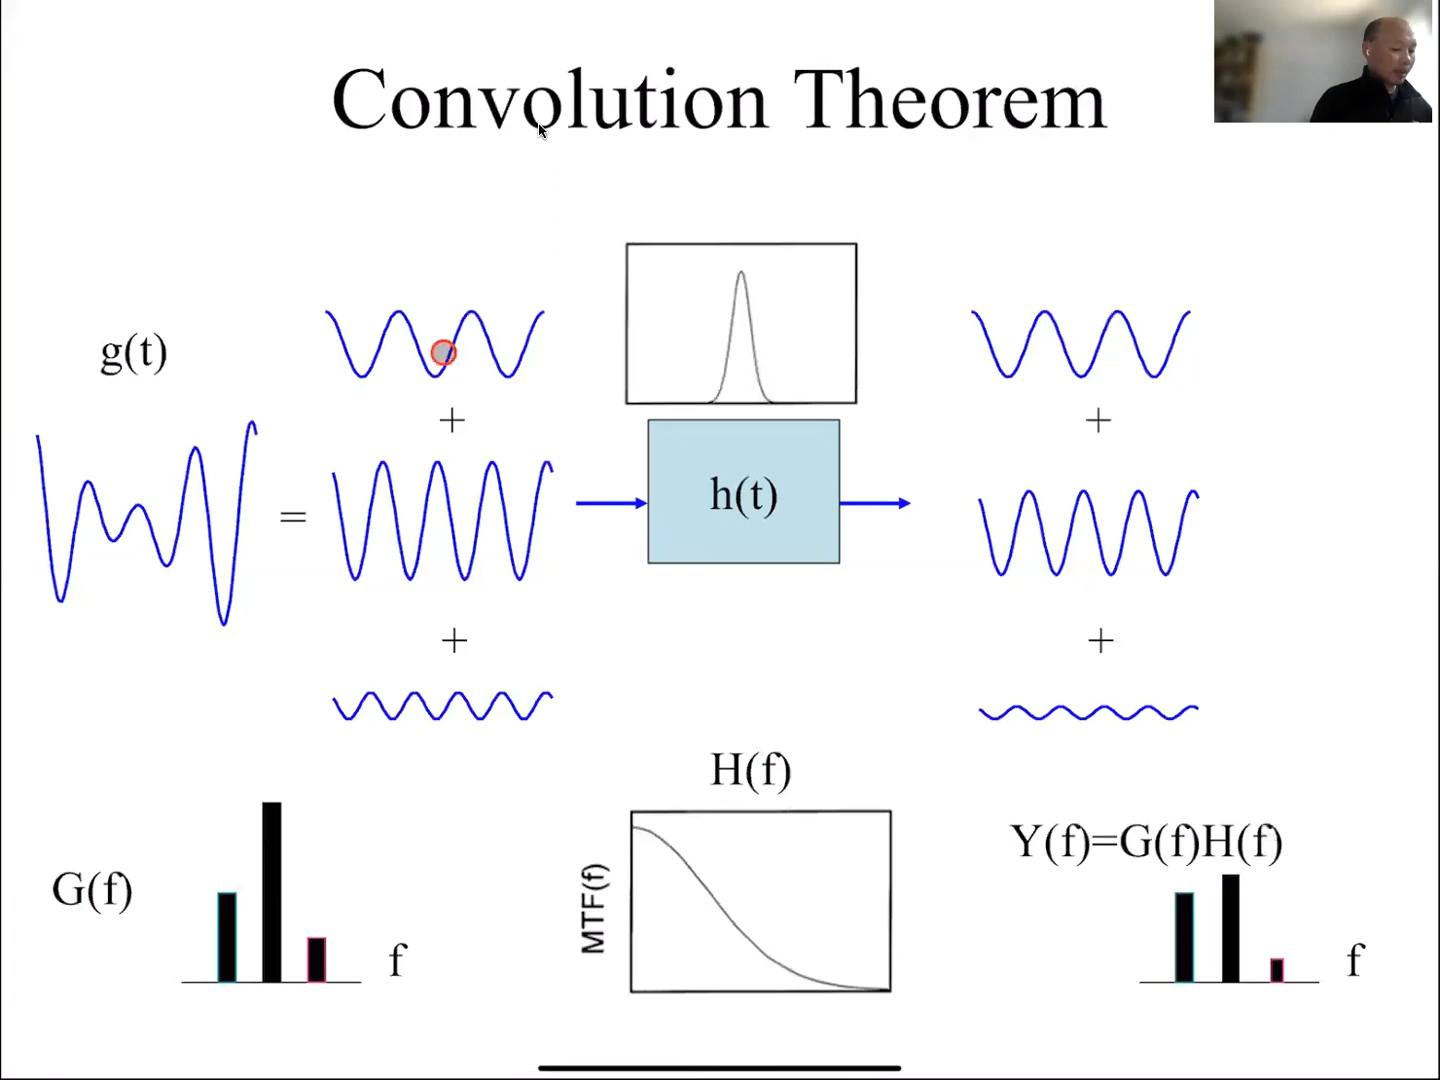 Convolution Theorem
g(t)
+
+
=
h(t)
+
+
H(f)
G(f)
f
MTF(f)
Y(f)=G(f)H(f)
f